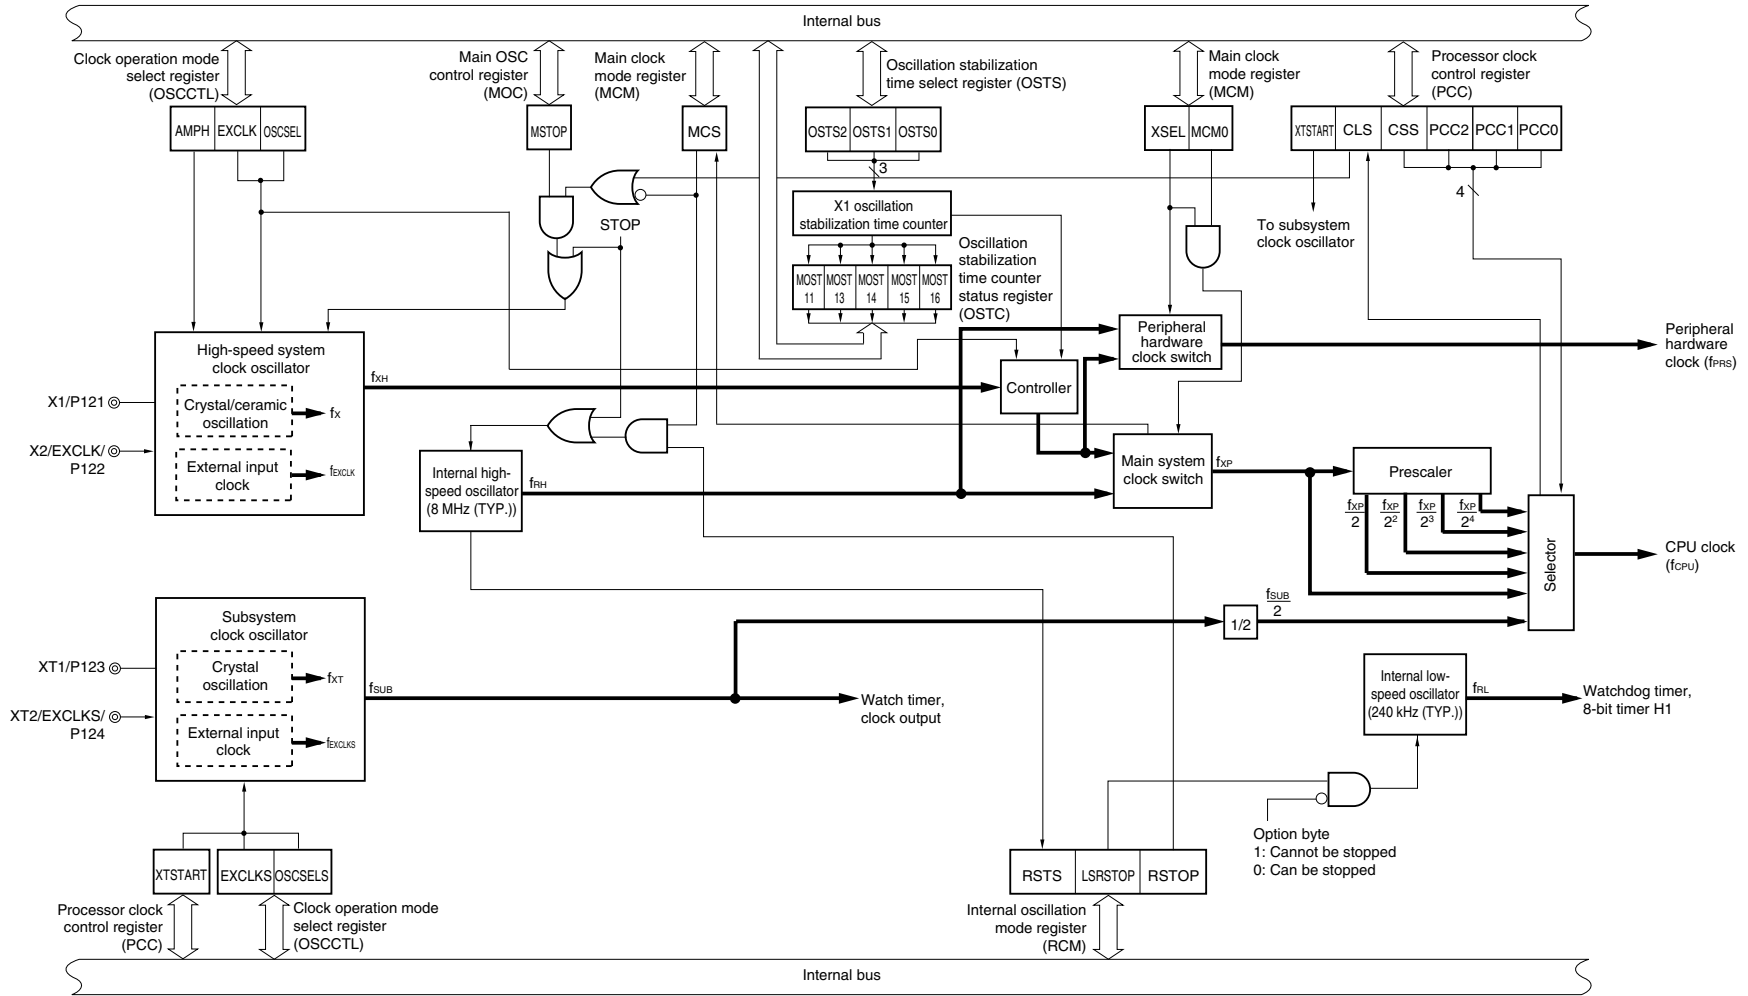 Internal bus
Clock operation mode
select register
(OSCCTL)
Main OSC
control register
(MOC)
Main clock
mode register
(MCM)
Oscillation stabilization
time select register (OSTS)
Main clock
mode register
(MCM)
Processor clock
control register
(PCC)
AMPH EXCLK OSCSEL
MSTOP
MCS
OSTS2 OSTS1 OSTS0
XSEL MCM0
XTSTART CLS CSS PCC2 PCC1 PCC0
3
4
STOP
X1 oscillation
stabilization time counter
To subsystem
clock oscillator
Oscillation
stabilization
time counter
status register
(OSTC)
MOST MOST MOST MOST MOST
11 13 14 15 16
High-speed system
clock oscillator
Crystal/ceramic
oscillation
fX
External input
clock
fEXCLK
X1/P121
X2/EXCLK/
P122
fXH
Controller
Peripheral
hardware
clock switch
Peripheral
hardware
clock (fPRS)
Internal high-
speed oscillator
(8 MHz (TYP.))
fRH
Main system
clock switch
fXP
Prescaler
fXP
2
fXP
2²
fXP
2³
fXP
2⁴
Selector
CPU clock
(fCPU)
fSUB
2
1/2
Subsystem
clock oscillator
Crystal
oscillation
fXT
External input
clock
fEXCLKS
XT1/P123
XT2/EXCLKS/
P124
fSUB
Watch timer,
clock output
Internal low-
speed oscillator
(240 kHz (TYP.))
fRL
Watchdog timer,
8-bit timer H1
Option byte
1: Cannot be stopped
0: Can be stopped
XTSTART
EXCLKS OSCSELS
RSTS LSRSTOP RSTOP
Processor clock
control register
(PCC)
Clock operation mode
select register
(OSCCTL)
Internal oscillation
mode register
(RCM)
Internal bus